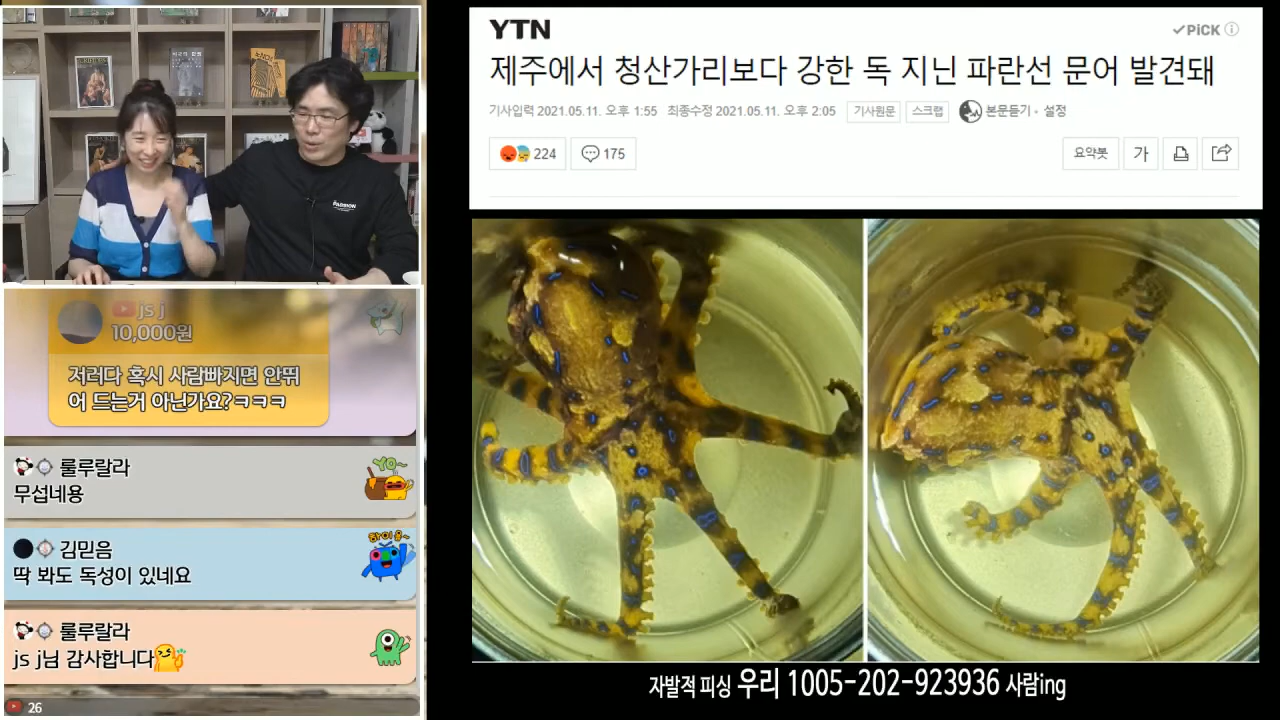 YTN
PiCK
제주에서 청산가리보다 강한 독 지닌 파란선 문어 발견돼
기사입력 2021.05.11. 오후 1:55 최종수정 2021.05.11. 오후 2:05 기사원문 스크랩 본문듣기 · 설정
224 175 요약봇 가
PASSION
js j
10,000원
저러다 혹시 사람빠지면 안뛰
어 드는거 아닌가요?ㅋㅋㅋ
룰루랄라
무섭네용
YO~
김믿음
딱 봐도 독성이 있네요
하이용~
룰루랄라
js j님 감사합니다
26
자발적 피싱 우리 1005-202-923936 사람ing